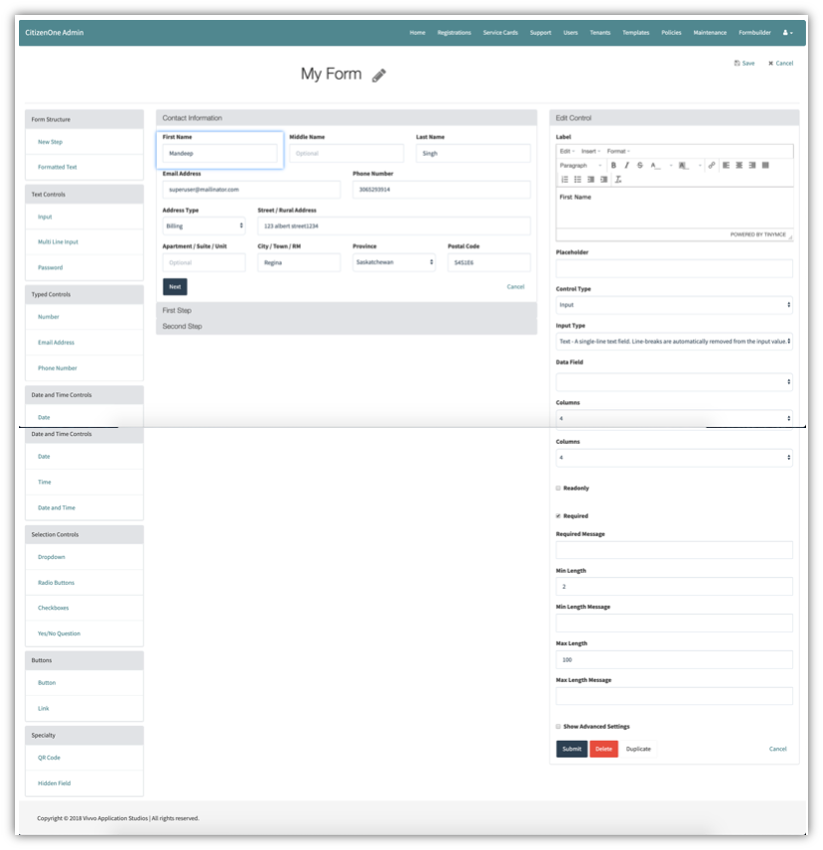 CitizenOne Admin
Home Registrations Service Cards Support Users Tenants Templates Policies Maintenance Formbuilder
My Form
Save Cancel
Form Structure
New Step
Formatted Text
Text Controls
Input
Multi Line Input
Password
Typed Controls
Number
Email Address
Phone Number
Date and Time Controls
Date
Date and Time Controls
Date
Time
Date and Time
Selection Controls
Dropdown
Radio Buttons
Checkboxes
Yes/No Question
Buttons
Button
Link
Specialty
QR Code
Hidden Field
Contact Information
First Name Middle Name Last Name
Mandeep Optional Singh
Email Address Phone Number
superuser@mailinator.com 3065293914
Address Type Street / Rural Address
Billing 123 albert street1234
Apartment / Suite / Unit City / Town / RM Province Postal Code
Optional Regina Saskatchewan S4S1E6
Next Cancel
First Step
Second Step
Edit Control
Label
Edit Insert Format
Paragraph B I S A
First Name
POWERED BY TINYMCE
Placeholder
Control Type
Input
Input Type
Text - A single-line text field. Line-breaks are automatically removed from the input value.
Data Field
Columns
4
Columns
4
Readonly
Required
Required Message
Min Length
2
Min Length Message
Max Length
100
Max Length Message
Show Advanced Settings
Submit Delete Duplicate Cancel
Copyright © 2018 Vivvo Application Studios | All rights reserved.